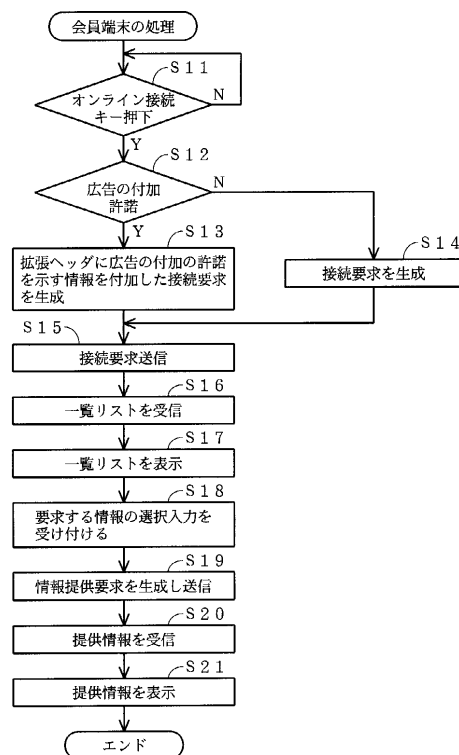 会員端末の処理
S11
オンライン接続
キー押下
N
Y
S12
広告の付加
許諾
N
Y
S13
拡張ヘッダに広告の付加の許諾
を示す情報を付加した接続要求
を生成
S14
接続要求を生成
S15
接続要求送信
S16
一覧リストを受信
S17
一覧リストを表示
S18
要求する情報の選択入力を
受け付ける
S19
情報提供要求を生成し送信
S20
提供情報を受信
S21
提供情報を表示
エンド